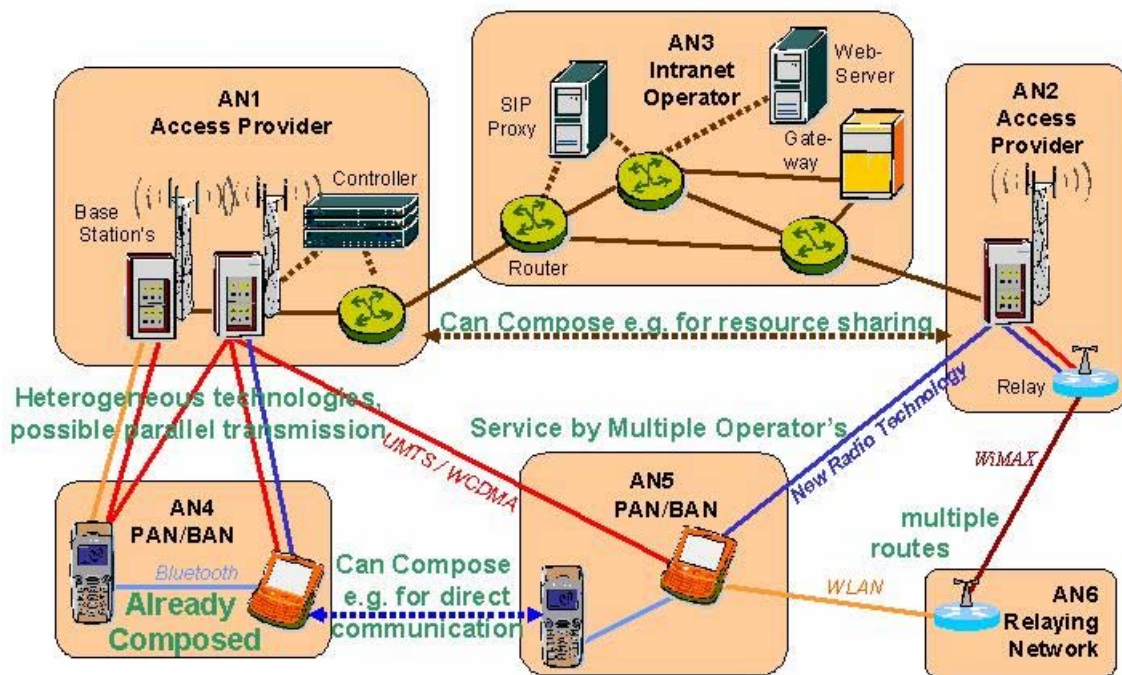 AN1
Access Provider
Base
Station's
Controller
AN3
Intranet
Operator
SIP
Proxy
Web-
Server
Gate-
way
Router
AN2
Access
Provider
Relay
Can Compose e.g. for resource sharing
Heterogeneous technologies,
possible parallel transmission
UMTS / WCDMA
Service by Multiple Operator's
New Radio Technology
WiMAX
multiple
routes
AN4
PAN/BAN
Bluetooth
Already
Composed
Can Compose
e.g. for direct
communication
AN5
PAN/BAN
WLAN
AN6
Relaying
Network